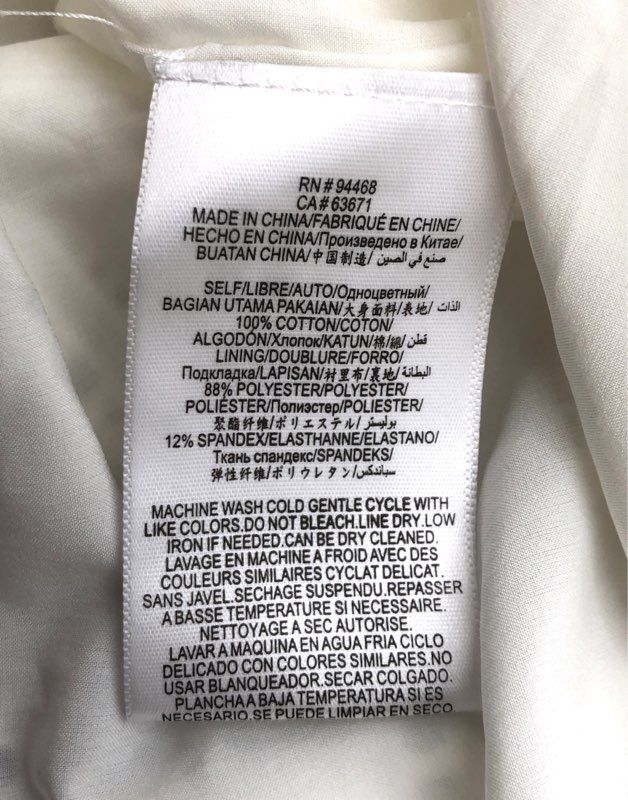 RN # 94468
CA# 63671
MADE IN CHINA/FABRIQUÉ EN CHINE/
HECHO EN CHINA/Произведено в Китае/
BUATAN CHINA/中国制造/صنع في الصين
SELF/LIBRE/AUTO/Одноцветный/
BAGIAN UTAMA PAKAIAN/大身面料/表地/الذات
100% COTTON/COTON/
ALGODÓN/Хлопок/KATUN/棉/綿/قطن
LINING/DOUBLURE/FORRO/
Подкладка/LAPISAN/衬里布/裏地/البطانة
88% POLYESTER/POLYESTER/
POLIÉSTER/Полиэстер/POLIESTER/
聚酯纤维/ポリエステル/بوليستر
12% SPANDEX/ELASTHANNE/ELASTANO/
Ткань спандекс/SPANDEKS/
弹性纤维/ポリウレタン/سباندكس
MACHINE WASH COLD GENTLE CYCLE WITH
LIKE COLORS.DO NOT BLEACH.LINE DRY.LOW
IRON IF NEEDED.CAN BE DRY CLEANED.
LAVAGE EN MACHINE A FROID AVEC DES
COULEURS SIMILAIRES CYCLAT DELICAT.
SANS JAVEL.SECHAGE SUSPENDU.REPASSER
A BASSE TEMPERATURE SI NECESSAIRE.
NETTOYAGE A SEC AUTORISE.
LAVAR A MAQUINA EN AGUA FRIA CICLO
DELICADO CON COLORES SIMILARES.NO
USAR BLANQUEADOR.SECAR COLGADO.
PLANCHA A BAJA TEMPERATURA SI ES
NECESARIO.SE PUEDE LIMPIAR EN SECO